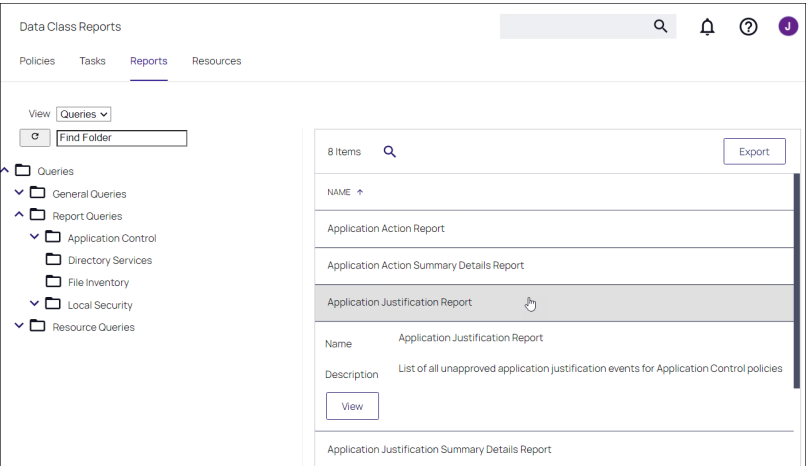 Data Class Reports
J
Policies Tasks Reports Resources
View Queries
Find Folder
Queries
General Queries
Report Queries
Application Control
Directory Services
File Inventory
Local Security
Resource Queries
8 Items
Export
NAME
Application Action Report
Application Action Summary Details Report
Application Justification Report
Name Application Justification Report
Description List of all unapproved application justification events for Application Control policies
View
Application Justification Summary Details Report